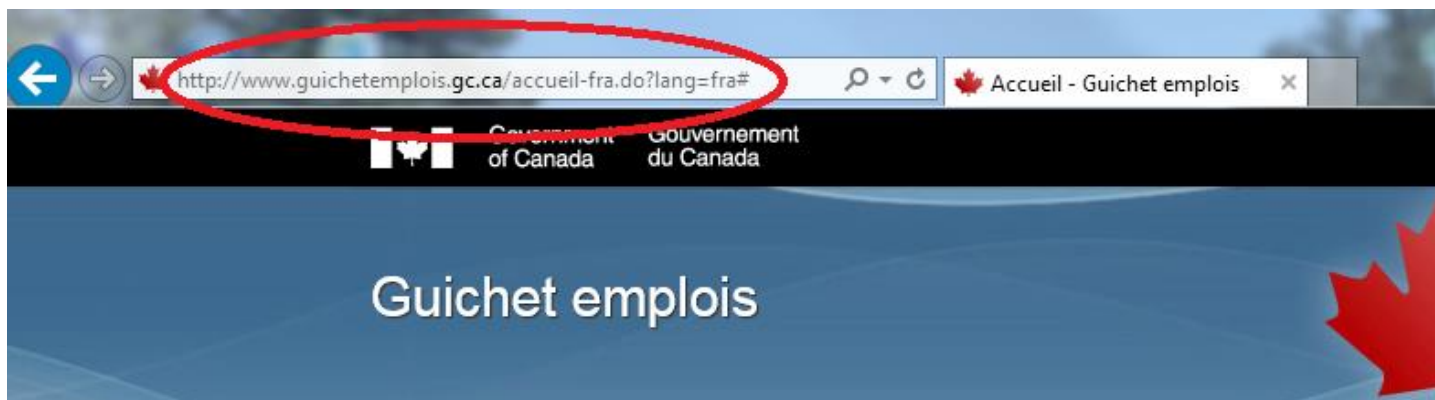 http://www.guichetemplois.gc.ca/accueil-fra.do?lang=fra#
Accueil - Guichet emplois
Government Gouvernement
of Canada du Canada
Guichet emplois